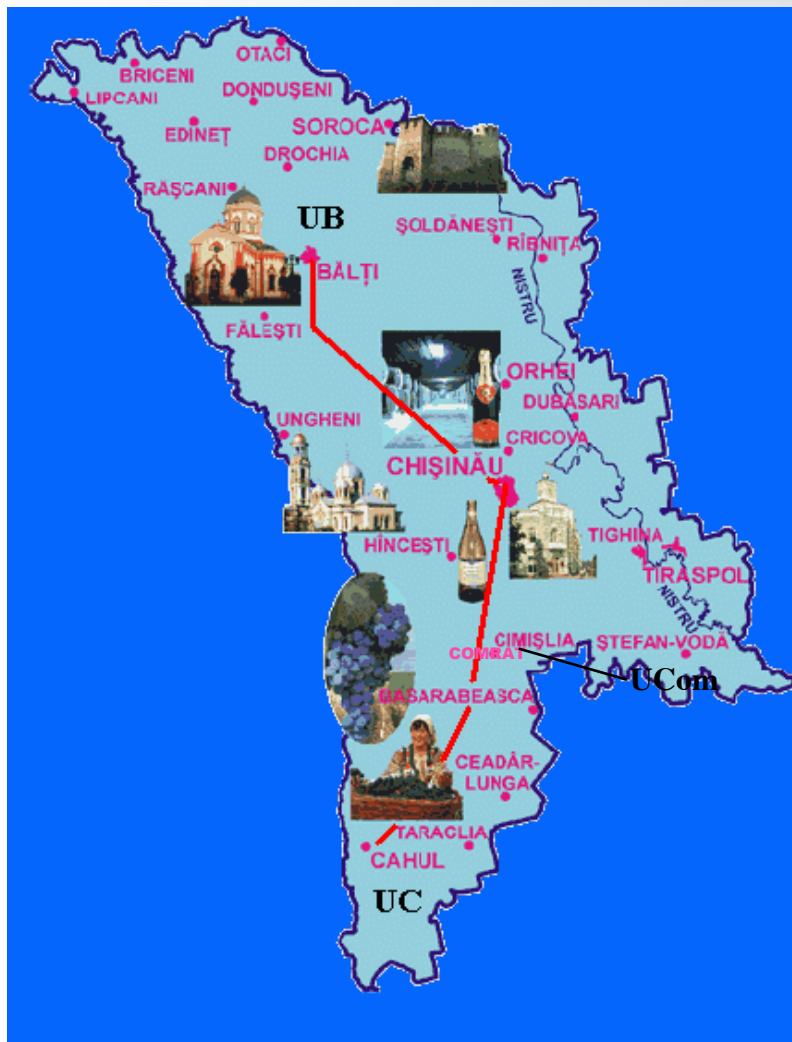 OTACI
BRICENI
LIPCANI
DONDUŞENI
EDINEŢ
SOROCA
DROCHIA
RĂŞCANI
UB
ŞOLDĂNEŞTI
RÎBNIŢA
BĂLŢI
NISTRU
FĂLEŞTI
ORHEI
DUBĂSARI
UNGHENI
CRICOVA
CHIŞINĂU
HÎNCEŞTI
TIGHINA
TIRASPOL
NISTRU
CIMIŞLIA
ŞTEFAN-VODĂ
COMRAT
UCom
BASARABEASCA
CEADÂR-
LUNGA
TARACLIA
CAHUL
UC